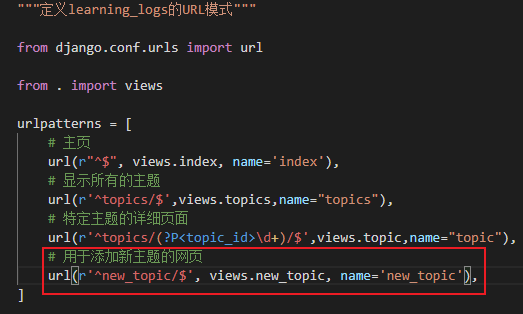 """定义learning_logs的URL模式"""
from django.conf.urls import url
from . import views
urlpatterns = [
# 主页
url(r"^$", views.index, name='index'),
# 显示所有的主题
url(r'^topics/$',views.topics,name="topics"),
# 特定主题的详细页面
url(r'^topics/(?P<topic_id>\d+)/$',views.topic,name="topic"),
# 用于添加新主题的网页
url(r'^new_topic/$', views.new_topic, name='new_topic'),
]